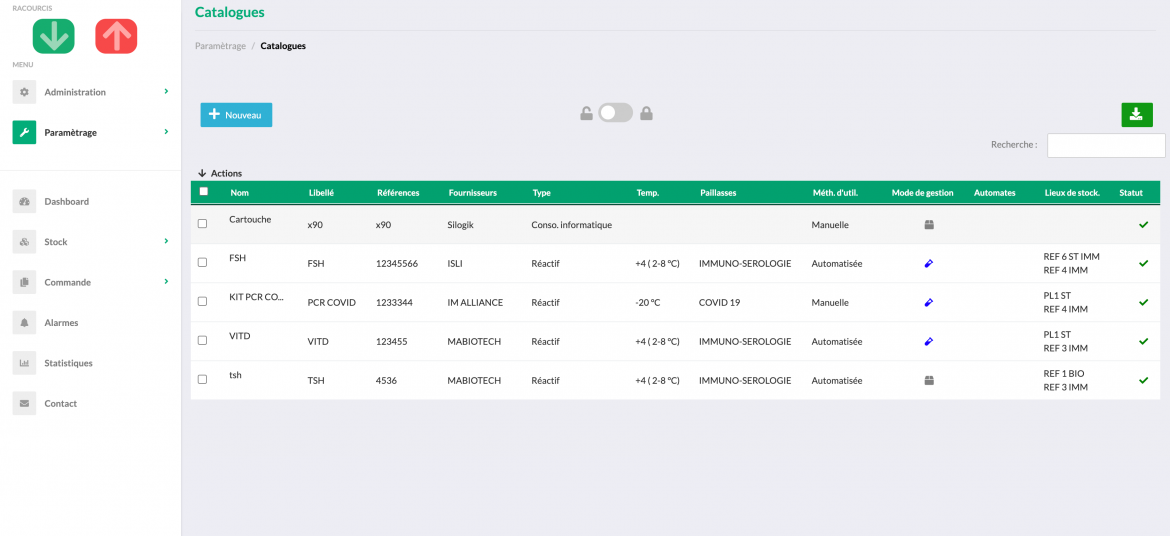 RACOURCIS
MENU
Administration
Paramètrage
Dashboard
Stock
Commande
Alarmes
Statistiques
Contact
Catalogues
Paramètrage / Catalogues
Nouveau
Recherche :
Actions
Nom Libellé Références Fournisseurs Type Temp. Paillasses Méth. d'util. Mode de gestion Automates Lieux de stock. Statut
Cartouche x90 x90 Silogik Conso. informatique Manuelle
FSH FSH 12345566 ISLI Réactif +4 ( 2-8 °C) IMMUNO-SEROLOGIE Automatisée REF 6 ST IMM
REF 4 IMM
KIT PCR CO... PCR COVID 1233344 IM ALLIANCE Réactif -20 °C COVID 19 Manuelle PL1 ST
REF 4 IMM
VITD VITD 123455 MABIOTECH Réactif +4 ( 2-8 °C) IMMUNO-SEROLOGIE Automatisée PL1 ST
REF 3 IMM
tsh TSH 4536 MABIOTECH Réactif +4 ( 2-8 °C) IMMUNO-SEROLOGIE Automatisée REF 1 BIO
REF 3 IMM